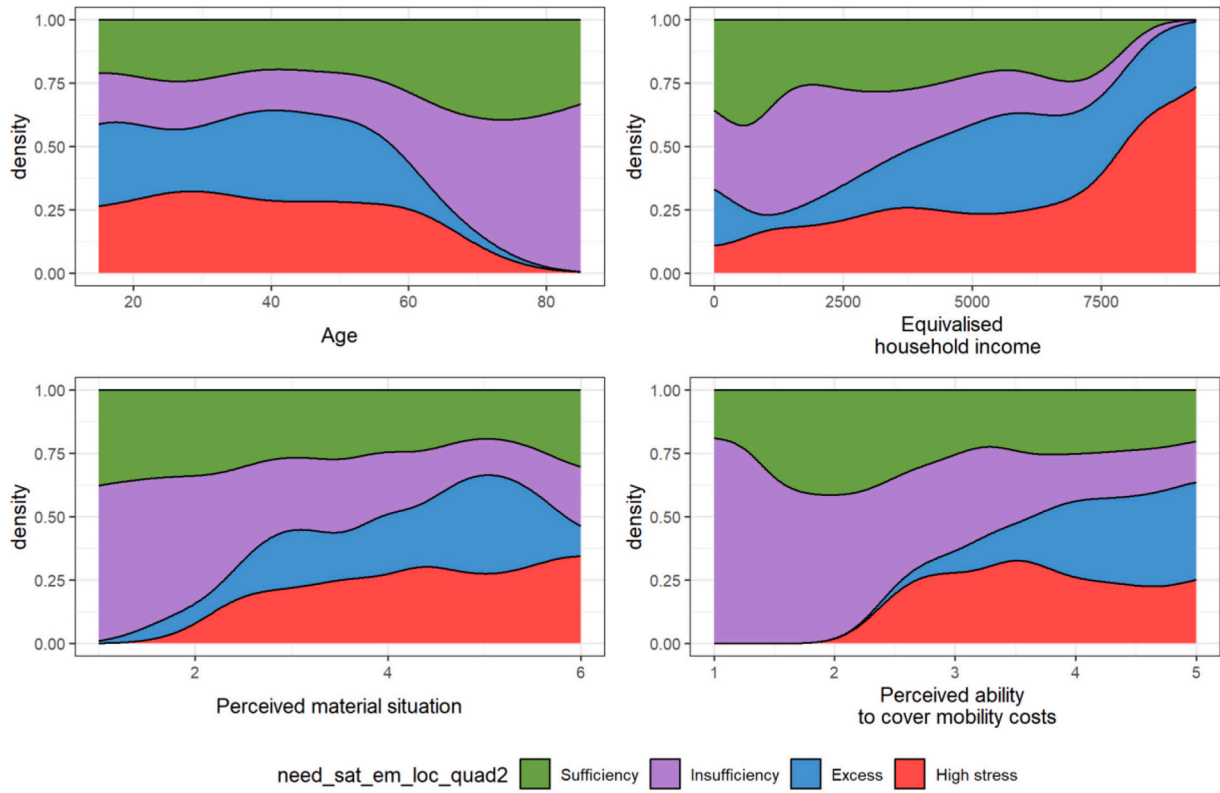 1.00
0.75
0.50
0.25
0.00
density
20 40 60 80
Age
1.00
0.75
0.50
0.25
0.00
density
0 2500 5000 7500
Equivalised
household income
1.00
0.75
0.50
0.25
0.00
density
2 4 6
Perceived material situation
1.00
0.75
0.50
0.25
0.00
density
1 2 3 4 5
Perceived ability
to cover mobility costs
need_sat_em_loc_quad2 Sufficiency Insufficiency Excess High stress